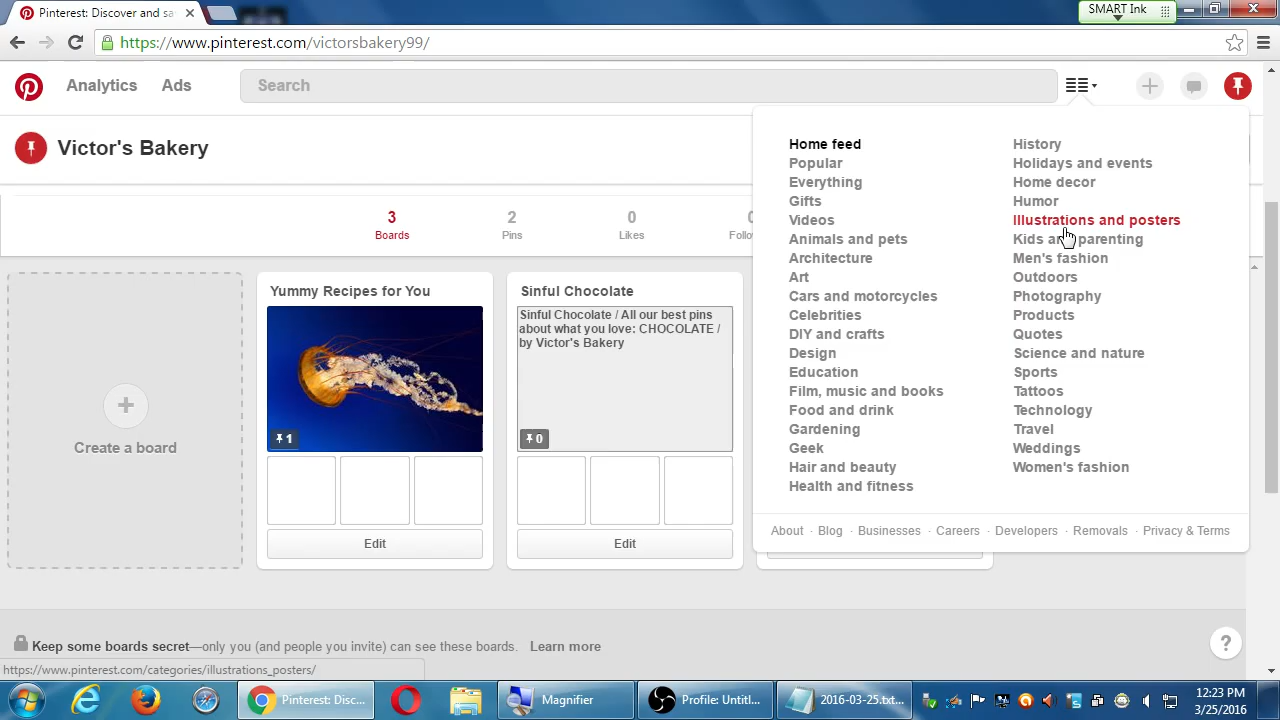 Pinterest: Discover and sa
SMART Ink
https://www.pinterest.com/victorsbakery99/
Analytics
Ads
Search
Victor's Bakery
3
Boards
2
Pins
0
Likes
0
Follo
Home feed
Popular
Everything
Gifts
Videos
Animals and pets
Architecture
Art
Cars and motorcycles
Celebrities
DIY and crafts
Design
Education
Film, music and books
Food and drink
Gardening
Geek
Hair and beauty
Health and fitness
History
Holidays and events
Home decor
Humor
Illustrations and posters
Kids and parenting
Men's fashion
Outdoors
Photography
Products
Quotes
Science and nature
Sports
Tattoos
Technology
Travel
Weddings
Women's fashion
About · Blog · Businesses · Careers · Developers · Removals · Privacy & Terms
Create a board
Yummy Recipes for You
1
Edit
Sinful Chocolate
Sinful Chocolate / All our best pins
about what you love: CHOCOLATE /
by Victor's Bakery
0
Edit
Keep some boards secret—only you (and people you invite) can see these boards. Learn more
?
https://www.pinterest.com/categories/illustrations_posters/
Pinterest: Disc...
Magnifier
Profile: Untitl...
2016-03-25.txt...
12:23 PM
3/25/2016